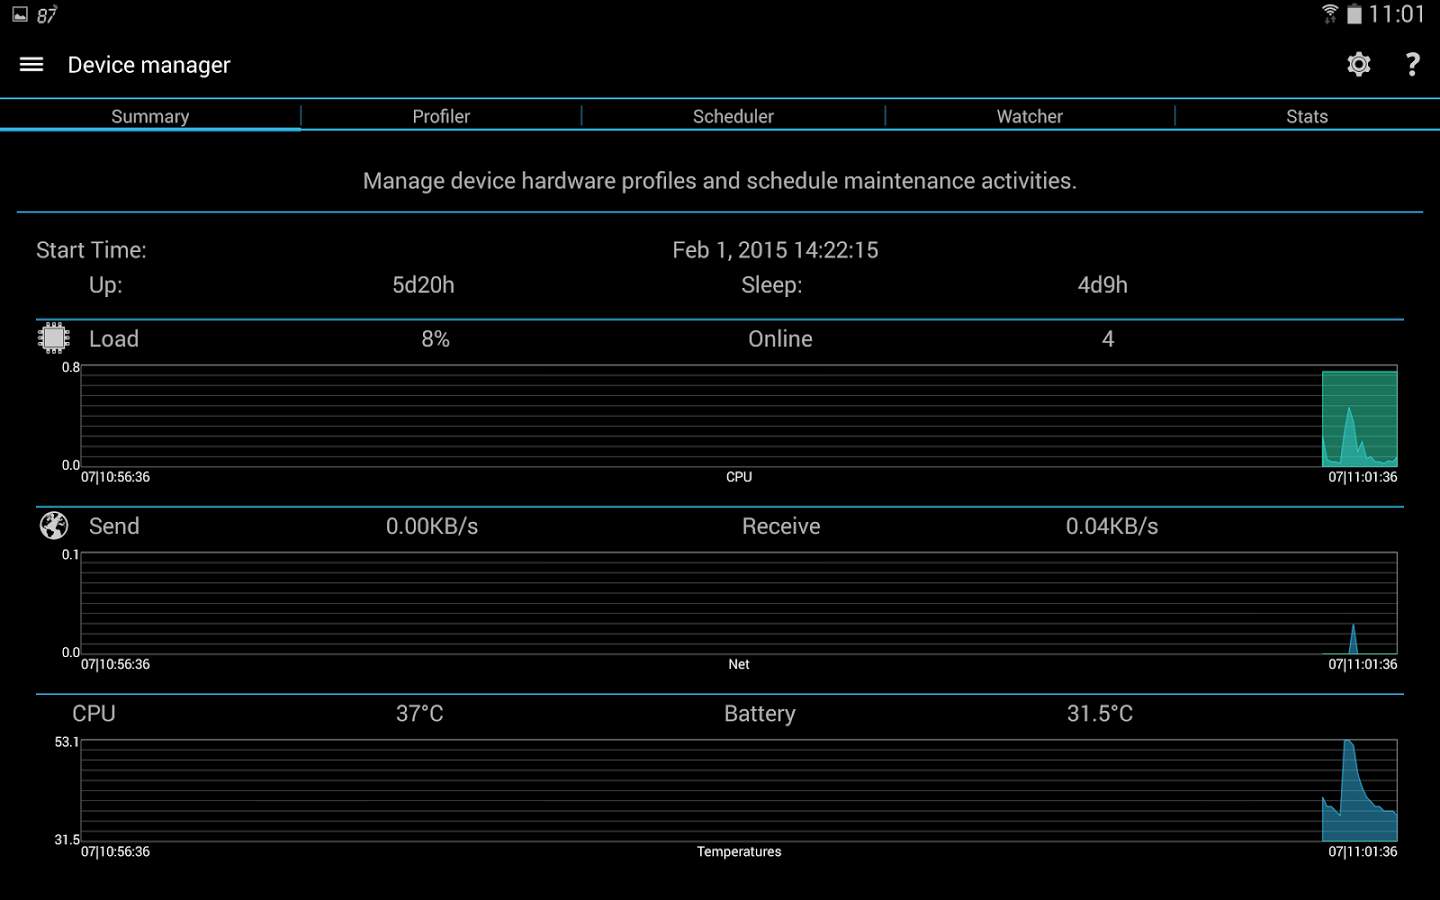 87° 11:01
Device manager ?
Summary Profiler Scheduler Watcher Stats
Manage device hardware profiles and schedule maintenance activities.
Start Time: Feb 1, 2015 14:22:15
Up: 5d20h Sleep: 4d9h
Load 8% Online 4
0.8
0.0
07|10:56:36 CPU 07|11:01:36
Send 0.00KB/s Receive 0.04KB/s
0.1
0.0
07|10:56:36 Net 07|11:01:36
CPU 37°C Battery 31.5°C
53.1
31.5
07|10:56:36 Temperatures 07|11:01:36